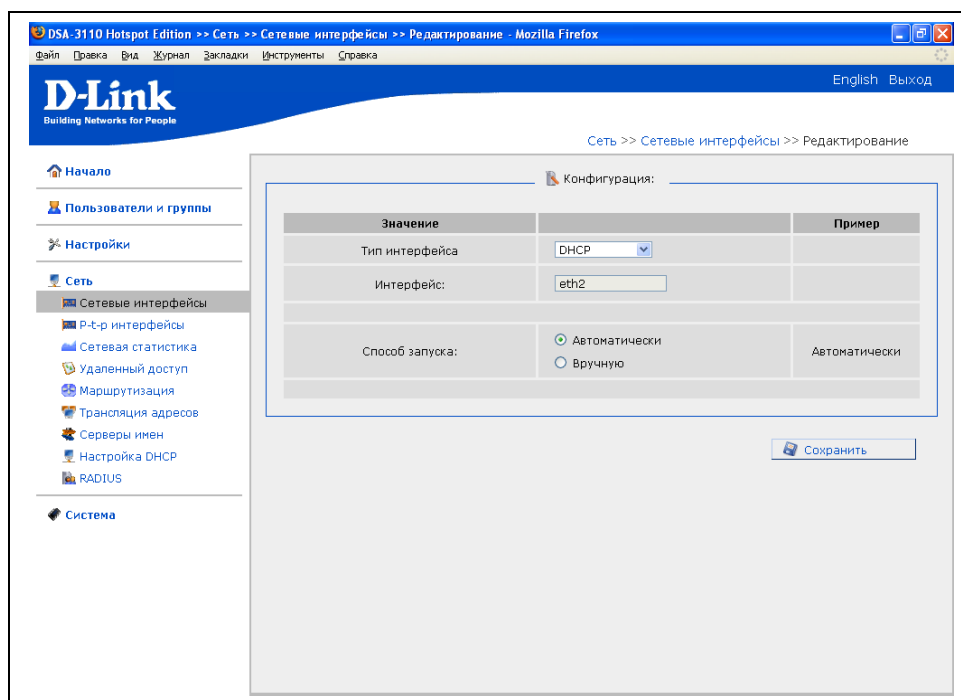 DSA-3110 Hotspot Edition >> Сеть >> Сетевые интерфейсы >> Редактирование - Mozilla Firefox
Файл Правка Вид Журнал Закладки Инструменты Справка
English Выход
D-Link
Building Networks for People
Сеть >> Сетевые интерфейсы >> Редактирование
Начало
Пользователи и группы
Настройки
Сеть
Сетевые интерфейсы
P-t-p интерфейсы
Сетевая статистика
Удаленный доступ
Маршрутизация
Трансляция адресов
Серверы имен
Настройка DHCP
RADIUS
Система
Конфигурация:
Значение Пример
Тип интерфейса DHCP
Интерфейс: eth2
Способ запуска: Автоматически Автоматически
Вручную
Сохранить